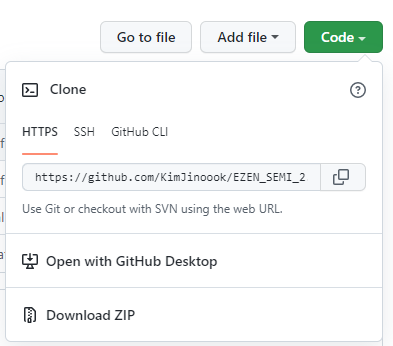 Go to file
Add file
Code
Clone
HTTPS SSH GitHub CLI
https://github.com/KimJinoook/EZEN_SEMI_2
Use Git or checkout with SVN using the web URL.
Open with GitHub Desktop
Download ZIP